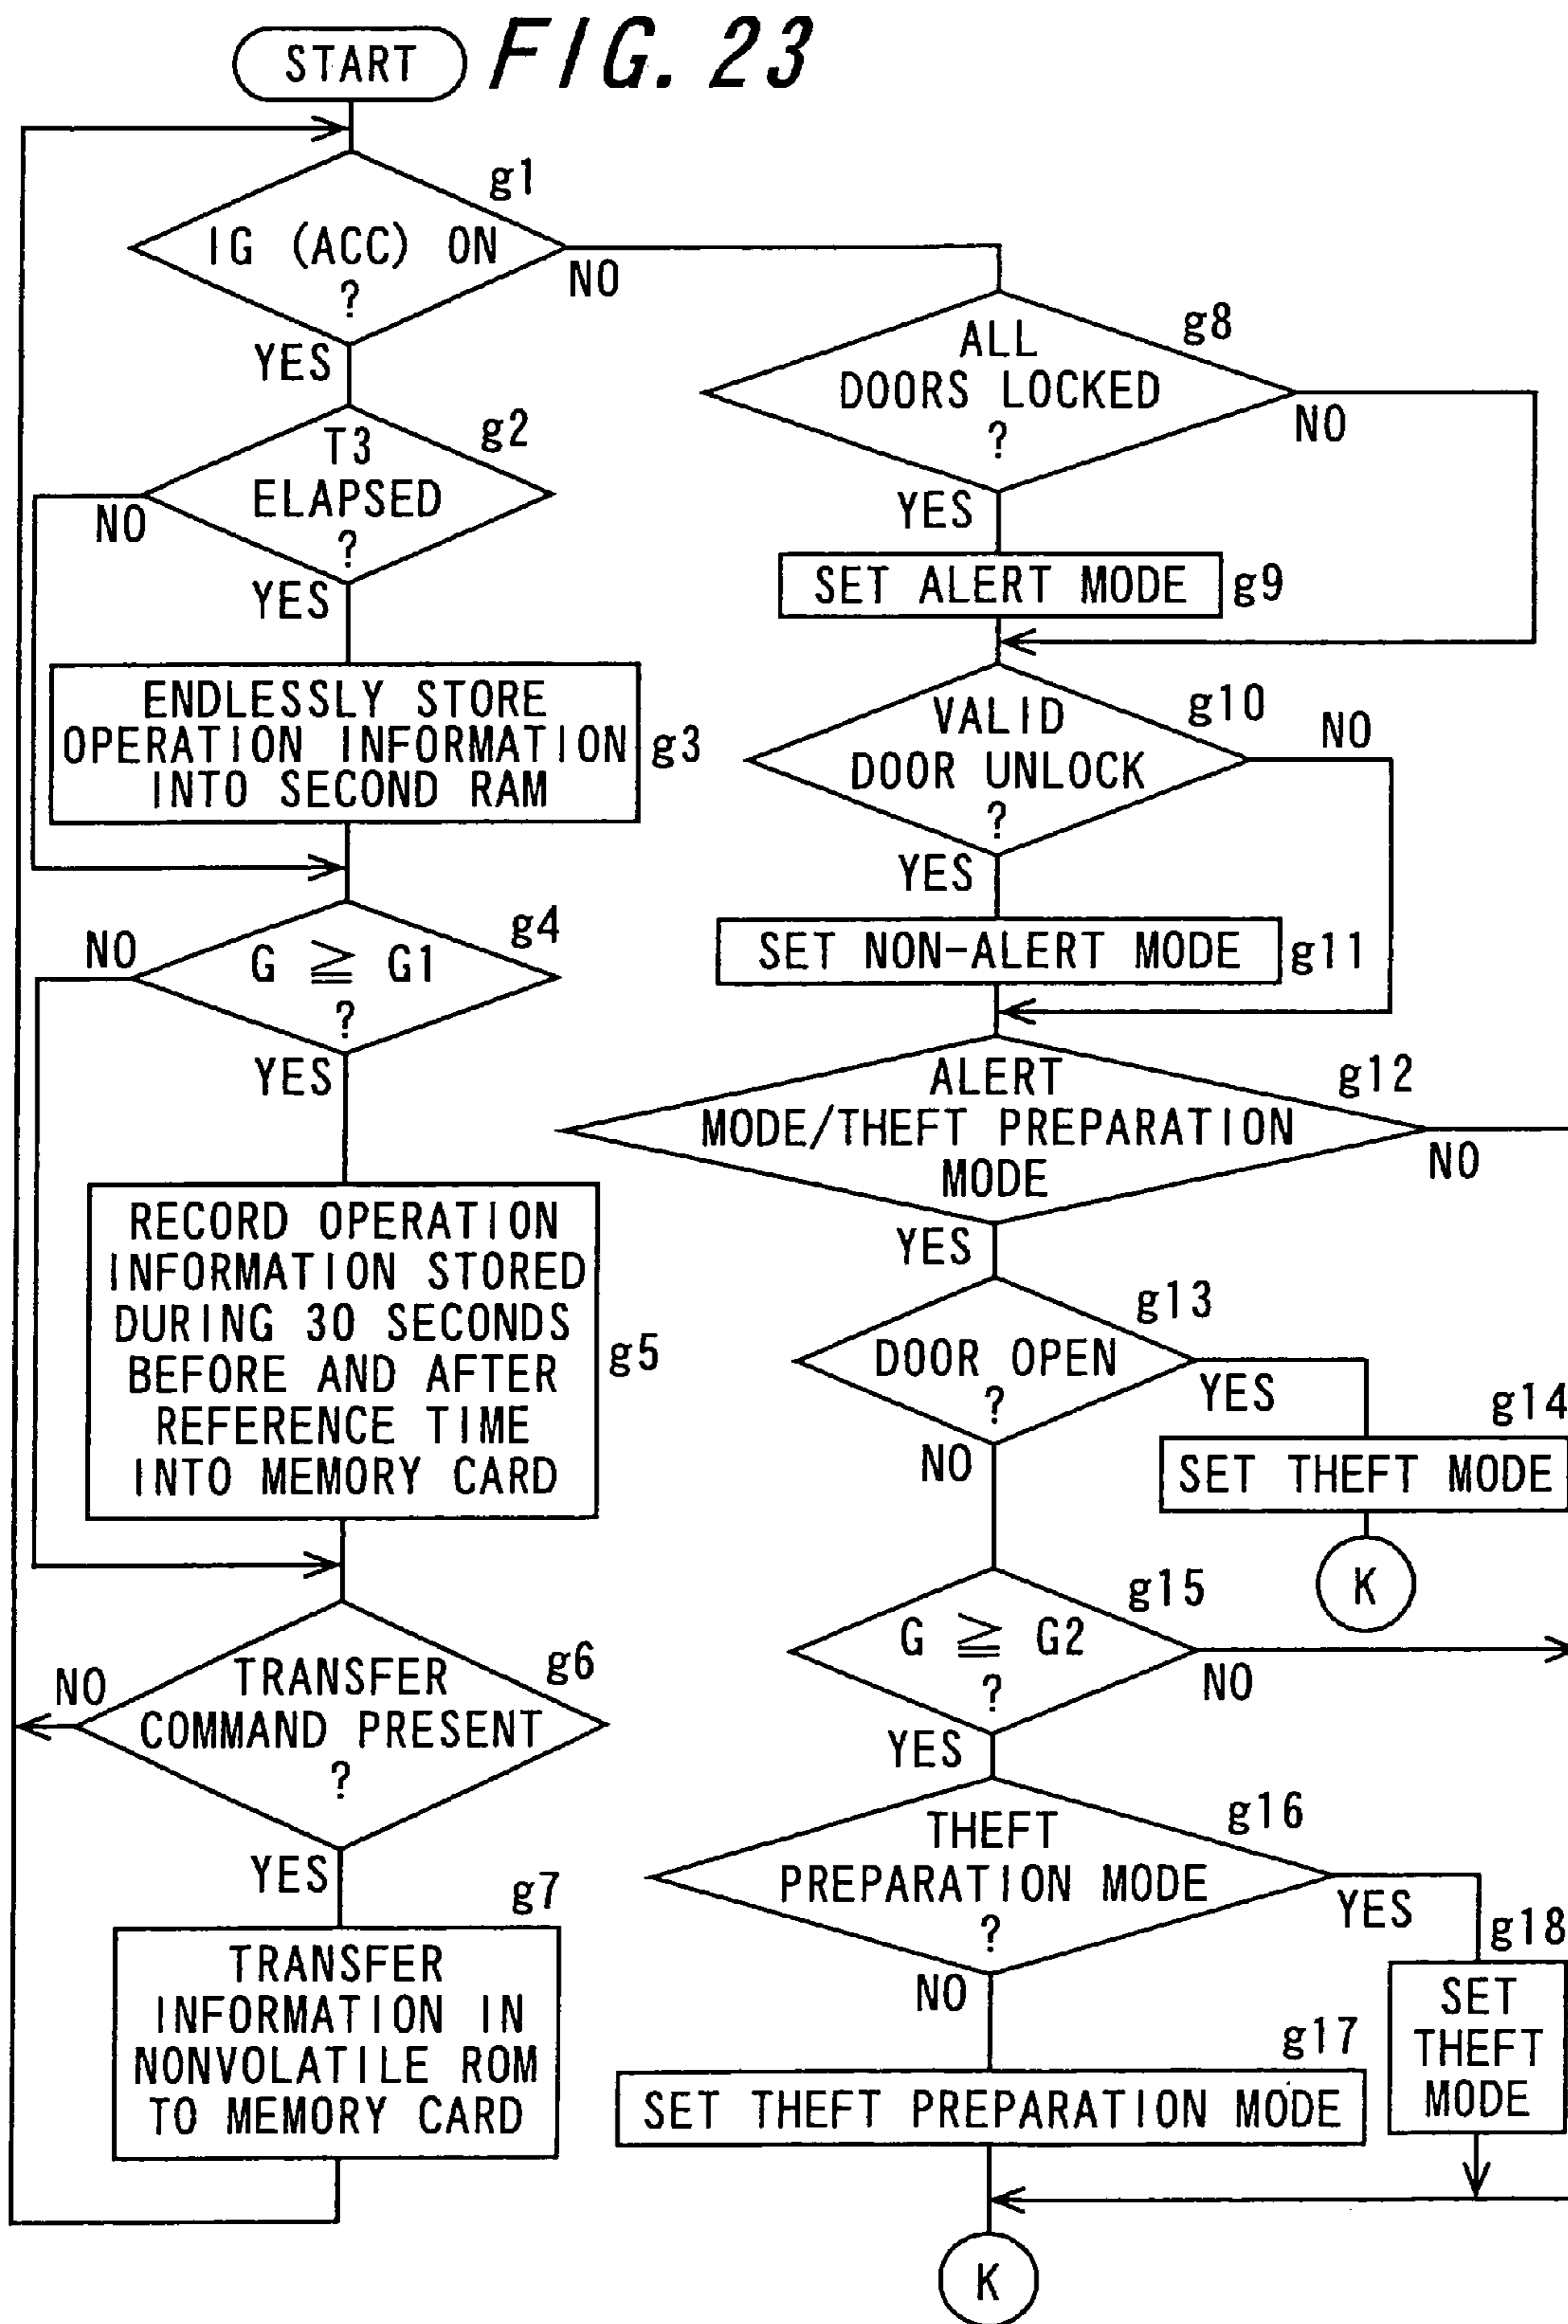 START
FIG. 23
g1
IG (ACC) ON
?
NO
YES
g2
T3
ELAPSED
?
NO
YES
ENDLESSLY STORE
OPERATION INFORMATION
INTO SECOND RAM
g3
g4
NO
G ≧ G1
?
YES
RECORD OPERATION
INFORMATION STORED
DURING 30 SECONDS
BEFORE AND AFTER
REFERENCE TIME
INTO MEMORY CARD
g5
g6
NO
TRANSFER
COMMAND PRESENT
?
YES
g7
TRANSFER
INFORMATION IN
NONVOLATILE ROM
TO MEMORY CARD
g8
ALL
DOORS LOCKED
?
NO
YES
SET ALERT MODE
g9
g10
VALID
DOOR UNLOCK
?
NO
YES
SET NON-ALERT MODE
g11
g12
ALERT
MODE/THEFT PREPARATION
MODE
NO
YES
g13
DOOR OPEN
?
YES
NO
g14
SET THEFT MODE
K
g15
G ≧ G2
?
NO
YES
g16
THEFT
PREPARATION MODE
?
YES
NO
g18
SET
THEFT
MODE
g17
SET THEFT PREPARATION MODE
K